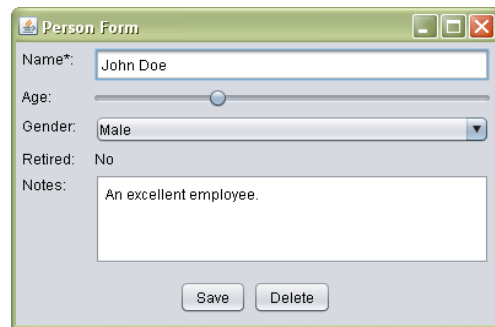 Person Form
Name*: John Doe
Age:
Gender: Male
Retired: No
Notes: An excellent employee.
Save Delete